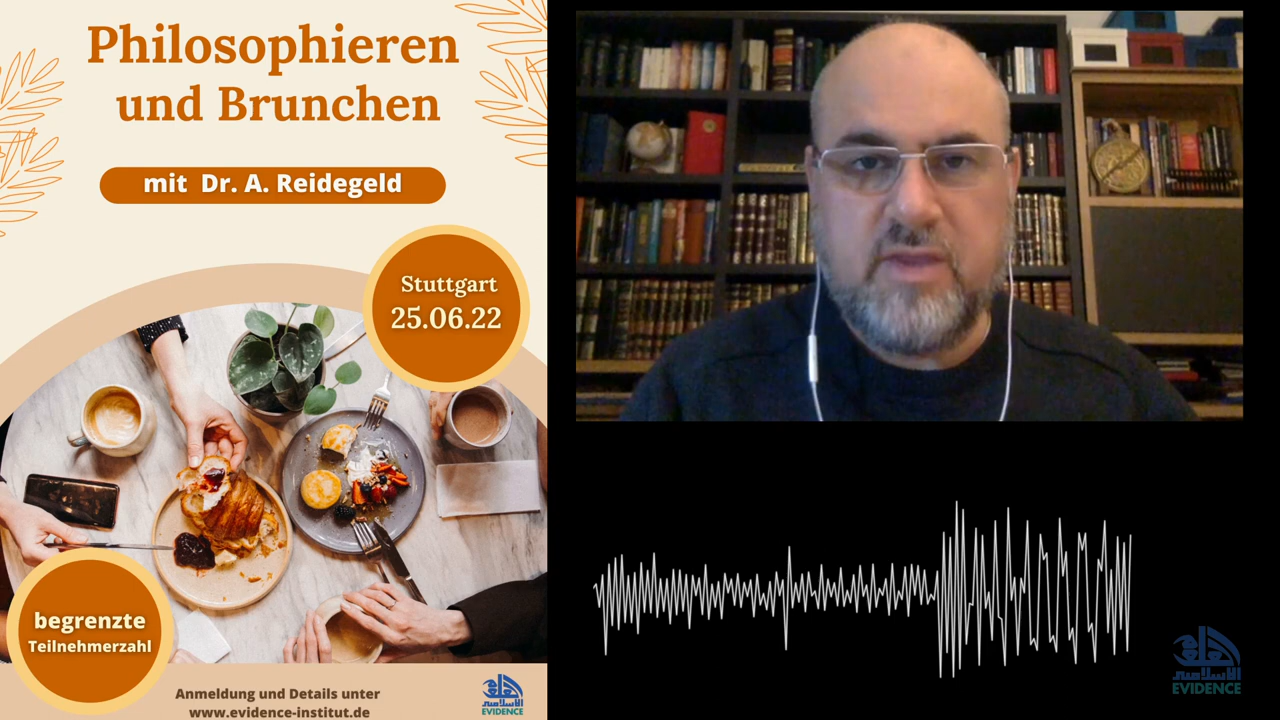 Philosophieren
und Brunchen
mit Dr. A. Reidegeld
Stuttgart
25.06.22
begrenzte
Teilnehmerzahl
Anmeldung und Details unter
www.evidence-institut.de
EVIDENCE
EVIDENCE